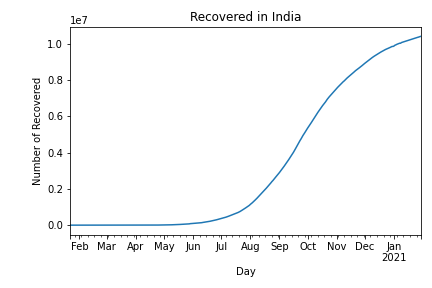 Recovered in India
1e7
1.0
0.8
0.6
0.4
0.2
0.0
Number of Recovered
Feb Mar Apr May Jun Jul Aug Sep Oct Nov Dec Jan
2021
Day